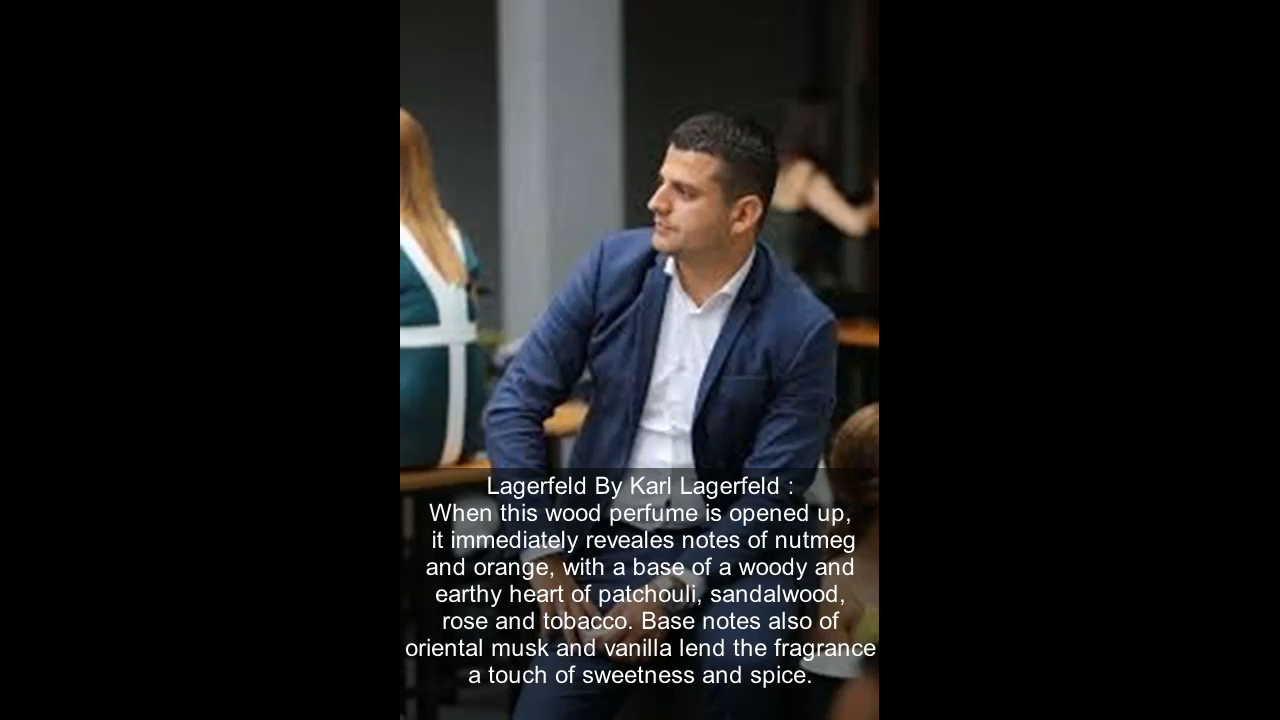 Lagerfeld By Karl Lagerfeld :
When this wood perfume is opened up,
it immediately reveales notes of nutmeg
and orange, with a base of a woody and
earthy heart of patchouli, sandalwood,
rose and tobacco. Base notes also of
oriental musk and vanilla lend the fragrance
a touch of sweetness and spice.